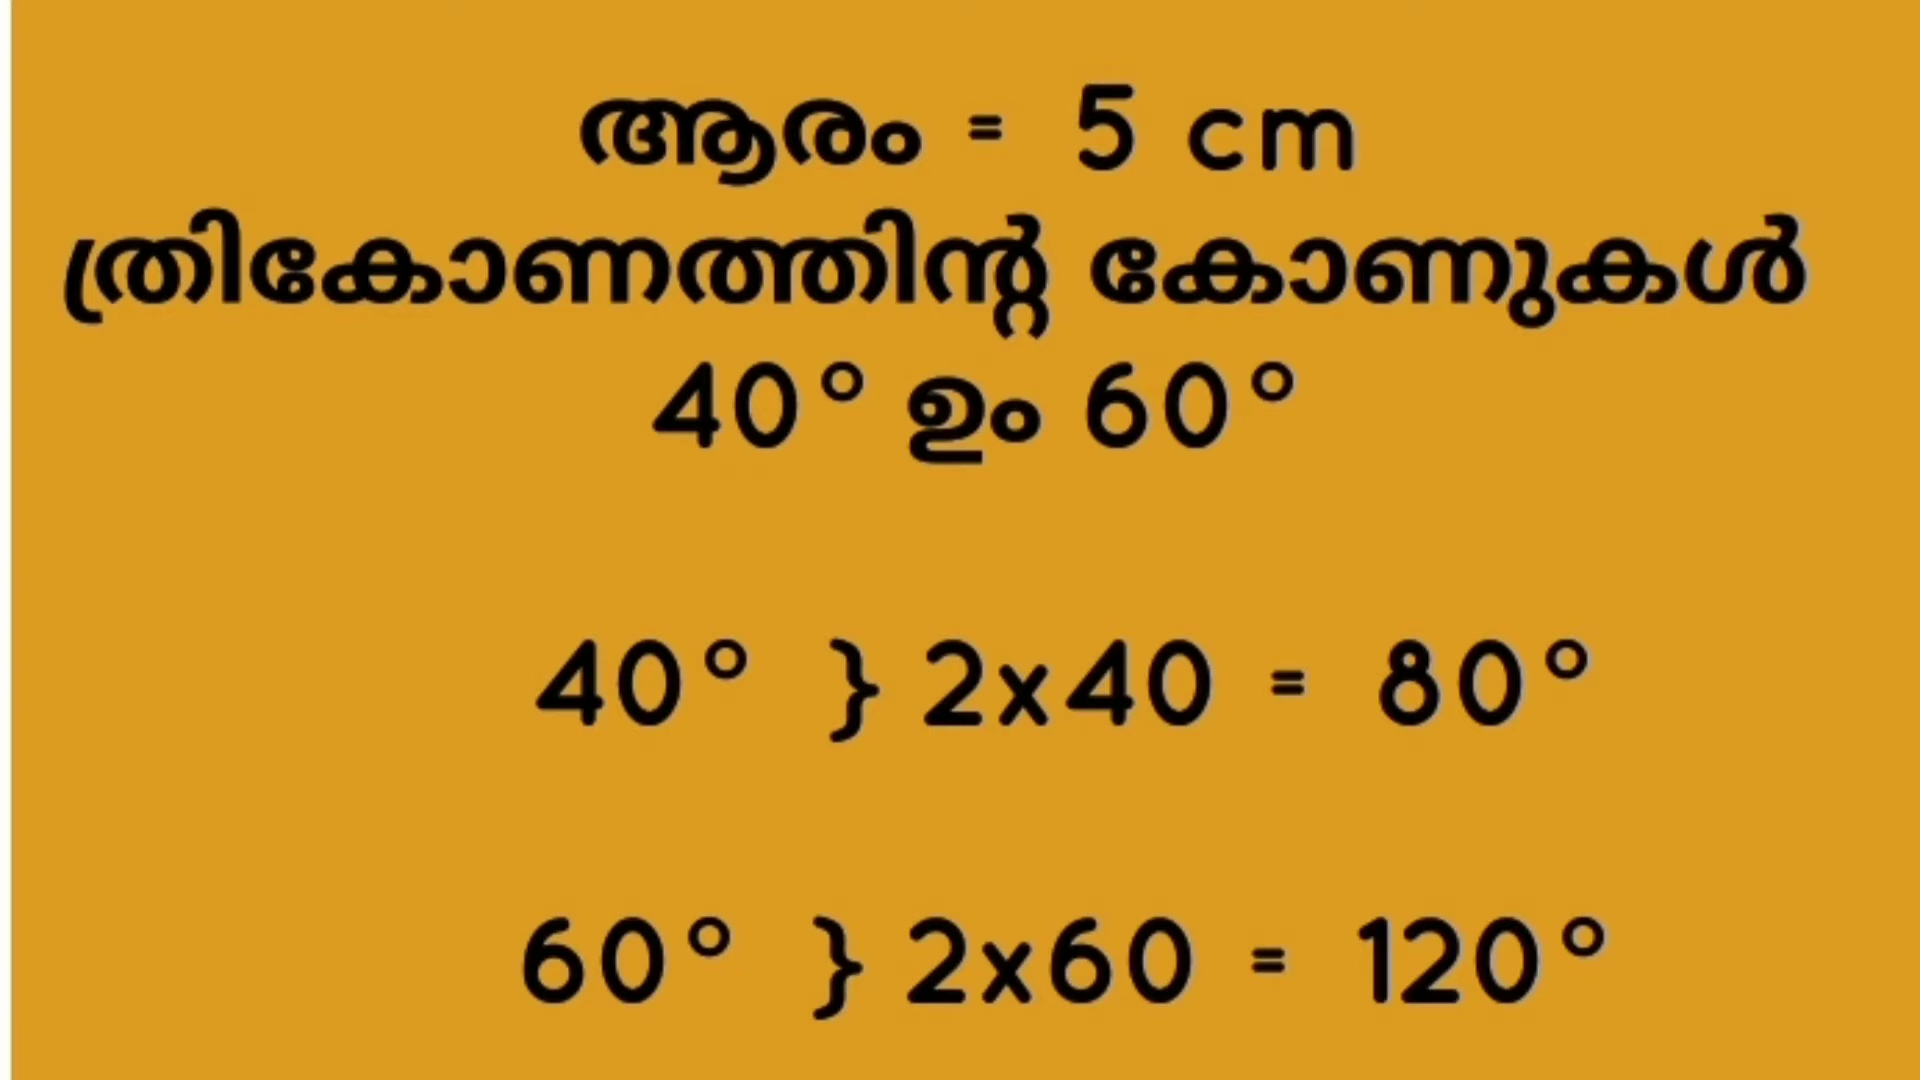 ആരം = 5 cm
ത്രികോണത്തിന്റ കോണുകൾ
40° ഉം 60°
40° } 2x40 = 80°
60° } 2x60 = 120°